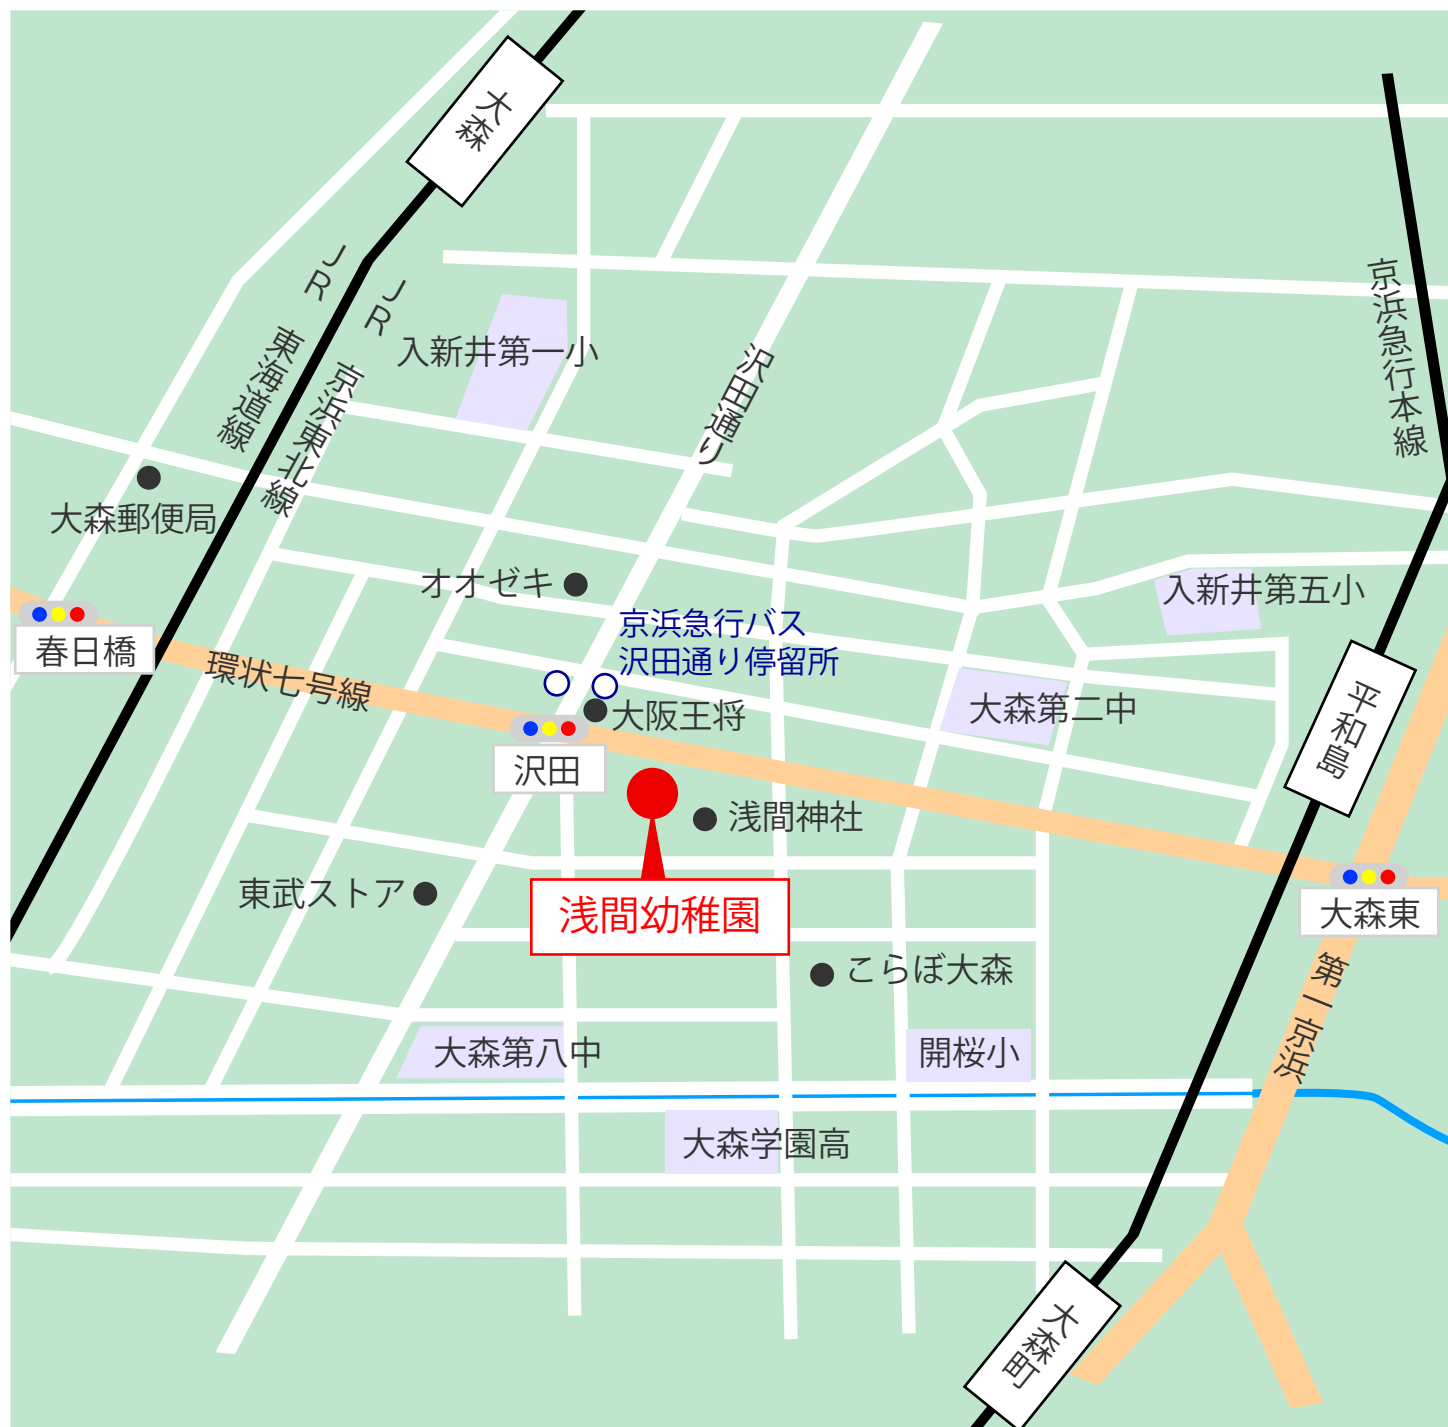 大森
JR
東海道線
JR
京浜東北線
入新井第一小
沢田通り
京浜急行本線
大森郵便局
オオゼキ
入新井第五小
京浜急行バス
沢田通り停留所
春日橋
環状七号線
大阪王将
大森第二中
平和島
沢田
浅間神社
東武ストア
浅間幼稚園
大森東
こらぼ大森
第一京浜
大森第八中
開桜小
大森学園高
大森町